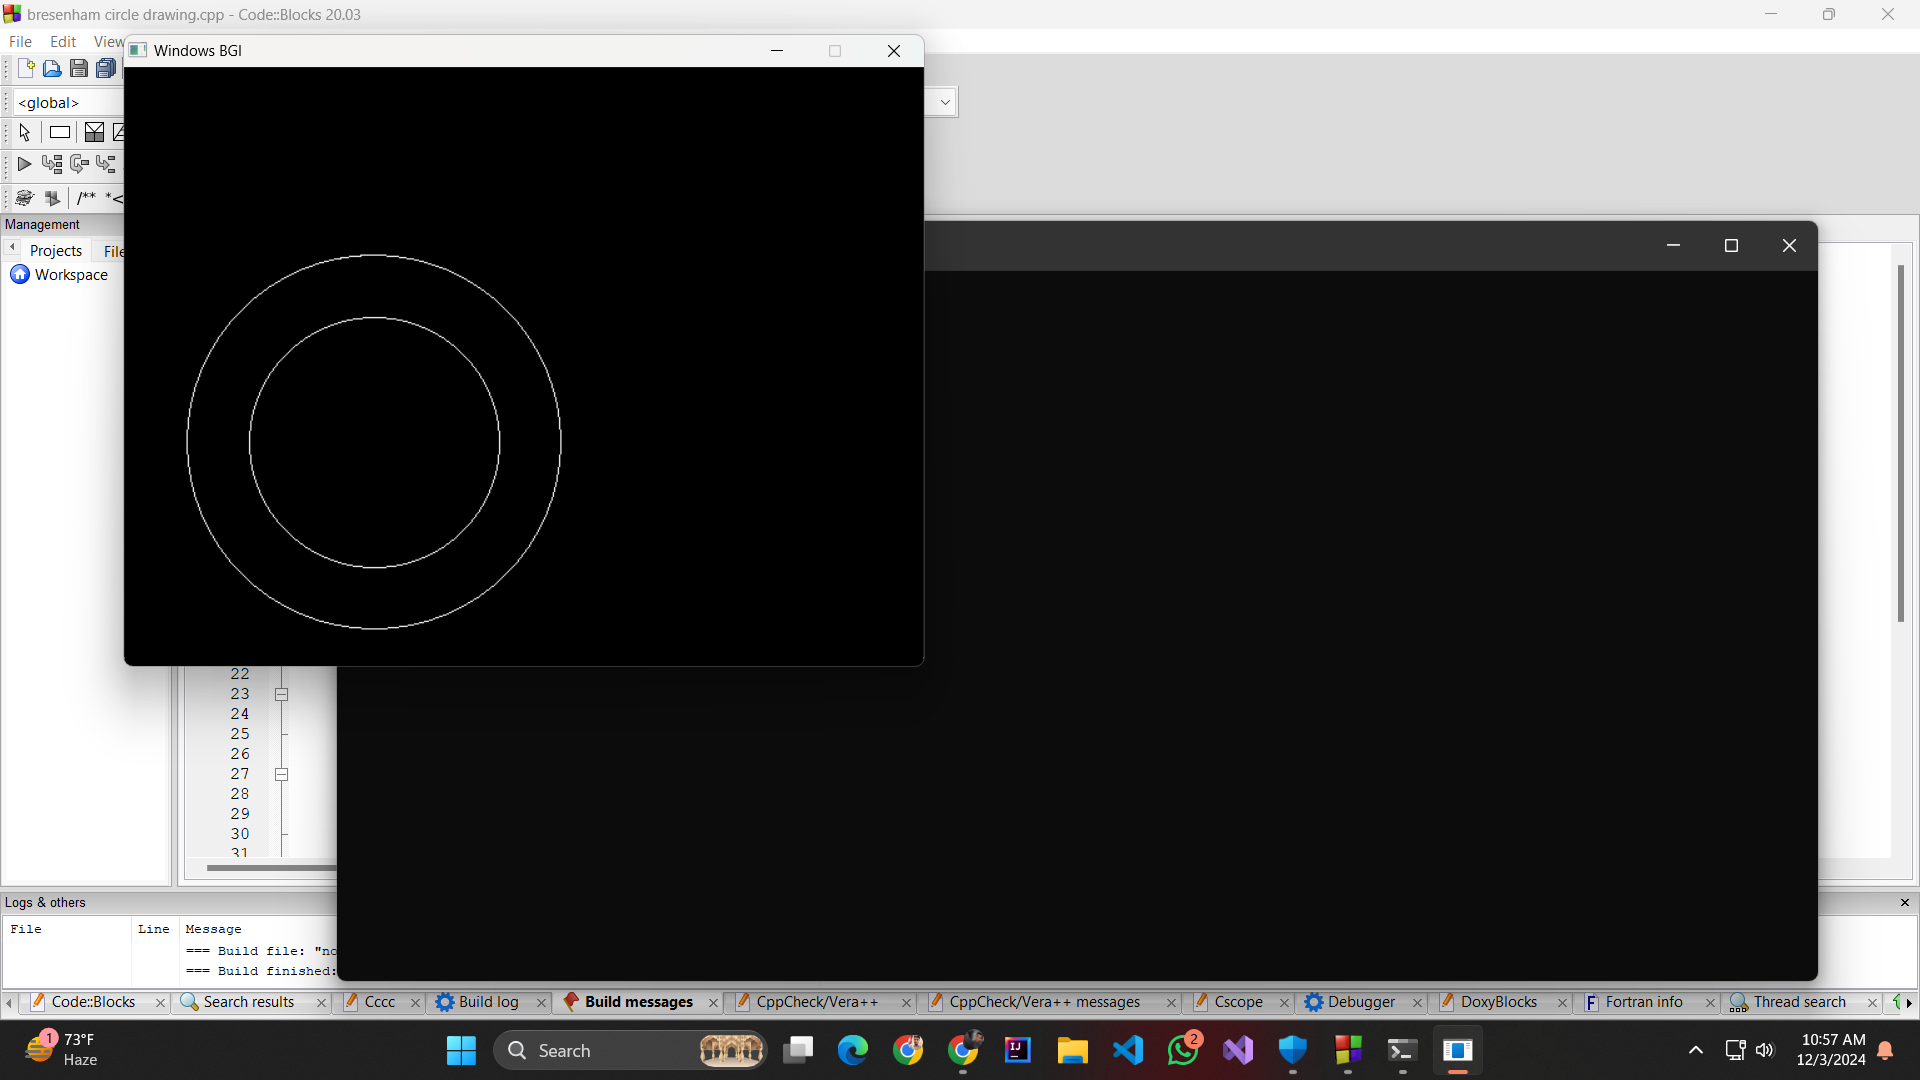 bresenham circle drawing.cpp - Code::Blocks 20.03
File Edit View
Windows BGI
<global>
/** *<
Management
Projects File
Workspace
22
23
24
25
26
27
28
29
30
31
Logs & others
File Line Message
=== Build file: "no
=== Build finished:
Code::Blocks Search results Cccc Build log Build messages CppCheck/Vera++ CppCheck/Vera++ messages Cscope Debugger DoxyBlocks Fortran info Thread search
1 73°F
Haze
Search
IJ
2
10:57 AM
12/3/2024